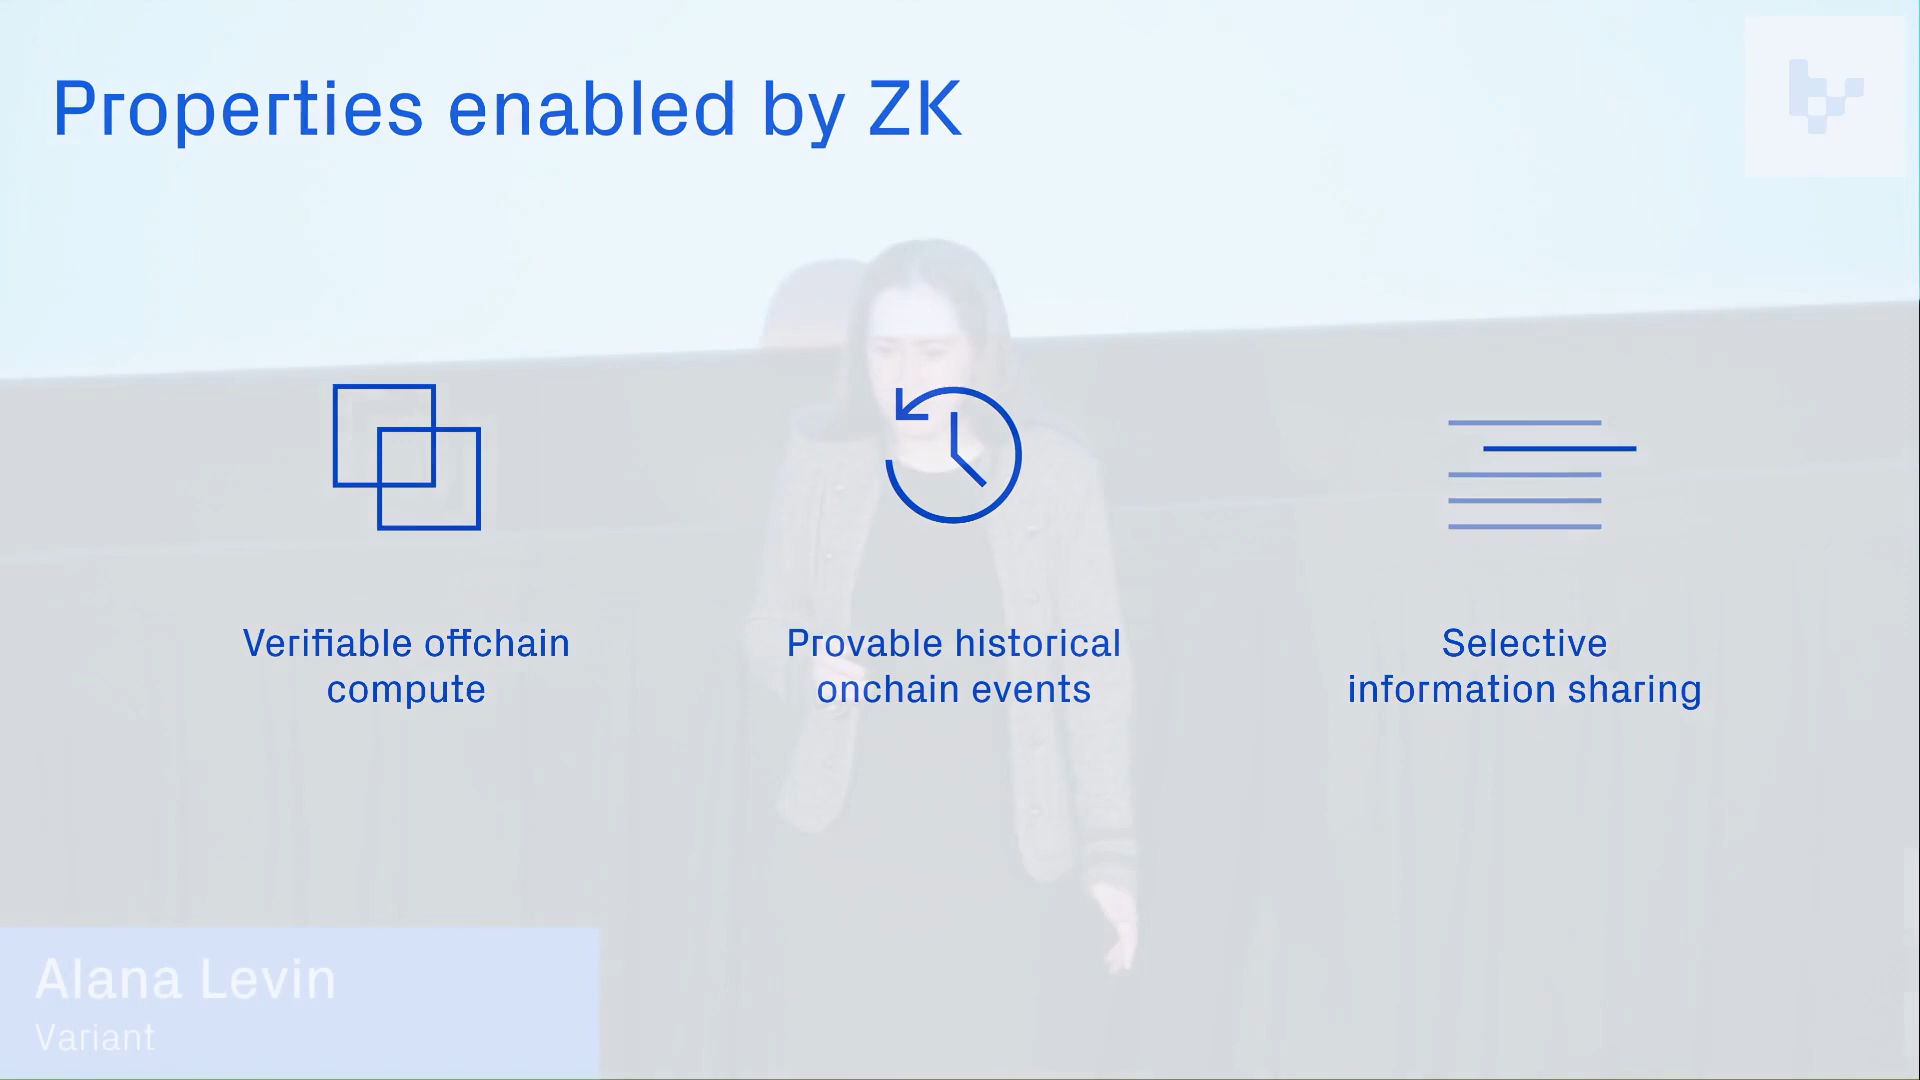 Properties enabled by ZK
Verifiable offchain
compute
Provable historical
onchain events
Selective
information sharing
Alana Levin
Variant